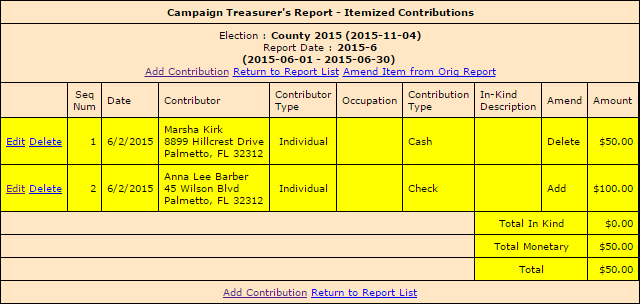 Campaign Treasurer's Report - Itemized Contributions
Election : County 2015 (2015-11-04)
Report Date : 2015-6
(2015-06-01 - 2015-06-30)
Add Contribution Return to Report List Amend Item from Orig Report
Seq Num Date Contributor Contributor Type Occupation Contribution Type In-Kind Description Amend Amount
Edit Delete 1 6/2/2015 Marsha Kirk Individual Cash Delete $50.00
8899 Hillcrest Drive
Palmetto, FL 32312
Edit Delete 2 6/2/2015 Anna Lee Barber Individual Check Add $100.00
45 Wilson Blvd
Palmetto, FL 32312
Total In Kind $0.00
Total Monetary $50.00
Total $50.00
Add Contribution Return to Report List